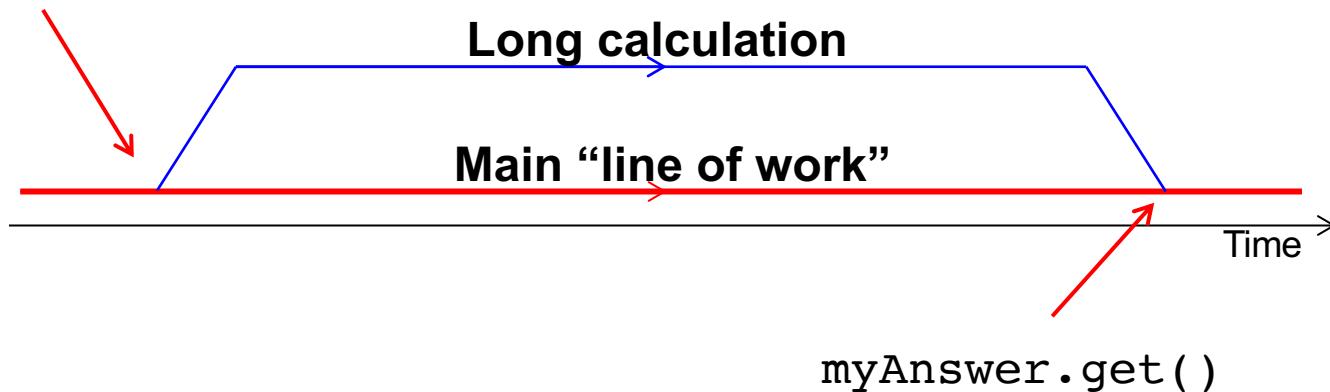 Long calculation
Main “line of work”
Time
myAnswer.get()